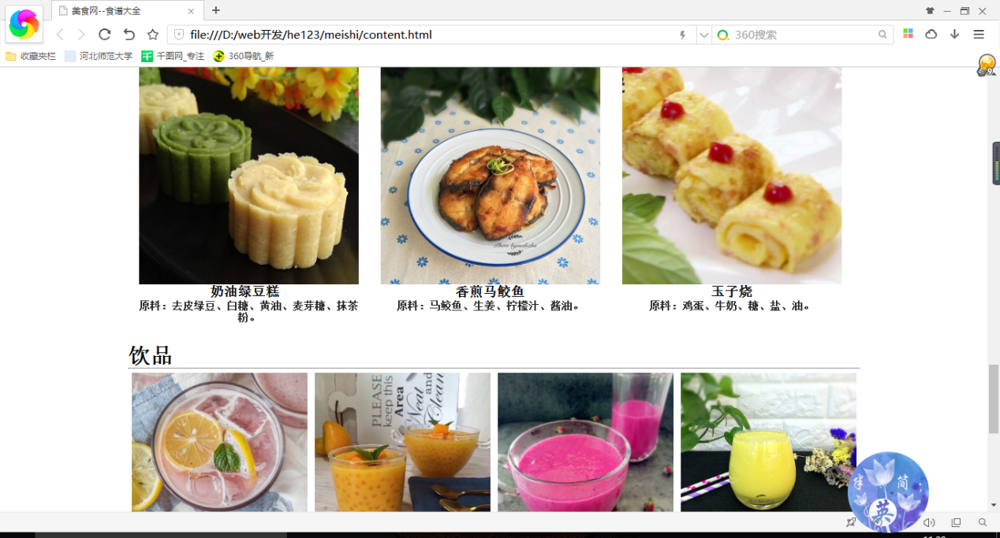 美食网--食谱大全
file:///D:/web开发/he123/meishi/content.html
360搜索
收藏夹栏
河北师范大学
千图网_专注
360导航_新
9
奶油绿豆糕
香煎马鲛鱼
玉子烧
原料：去皮绿豆、白糖、黄油、麦芽糖、抹茶
粉。
原料：马鲛鱼、生姜、柠檬汁、酱油。
原料：鸡蛋、牛奶、糖、盐、油。
饮品
PLEASE
keep this
Area
Neat
and
Clean
半
简
英